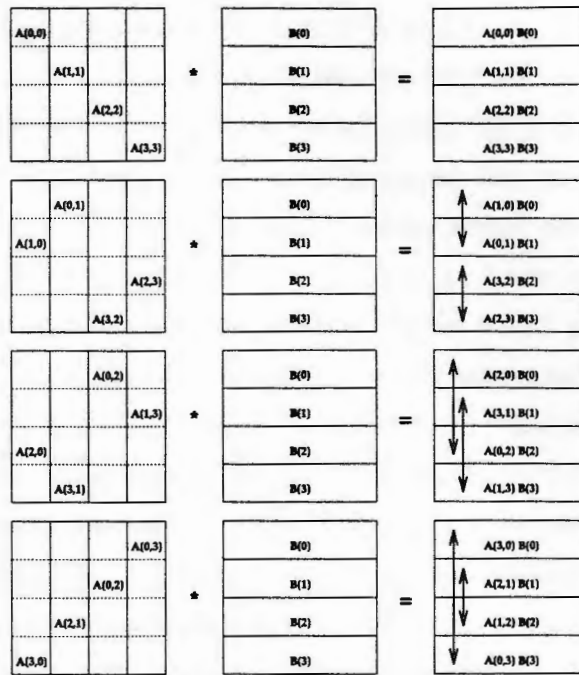 A(0,0) B(0) A(0,0) B(0)
A(1,1) * B(1) = A(1,1) B(1)
A(2,2) B(2) A(2,2) B(2)
A(3,3) B(3) A(3,3) B(3)
A(0,1) B(0) A(1,0) B(0)
A(1,0) * B(1) = A(0,1) B(1)
A(2,3) B(2) A(3,2) B(2)
A(3,2) B(3) A(2,3) B(3)
A(0,2) B(0) A(2,0) B(0)
A(1,3) * B(1) = A(3,1) B(1)
A(2,0) B(2) A(0,2) B(2)
A(3,1) B(3) A(1,3) B(3)
A(0,3) B(0) A(3,0) B(0)
A(0,2) * B(1) = A(2,1) B(1)
A(2,1) B(2) A(1,2) B(2)
A(3,0) B(3) A(0,3) B(3)